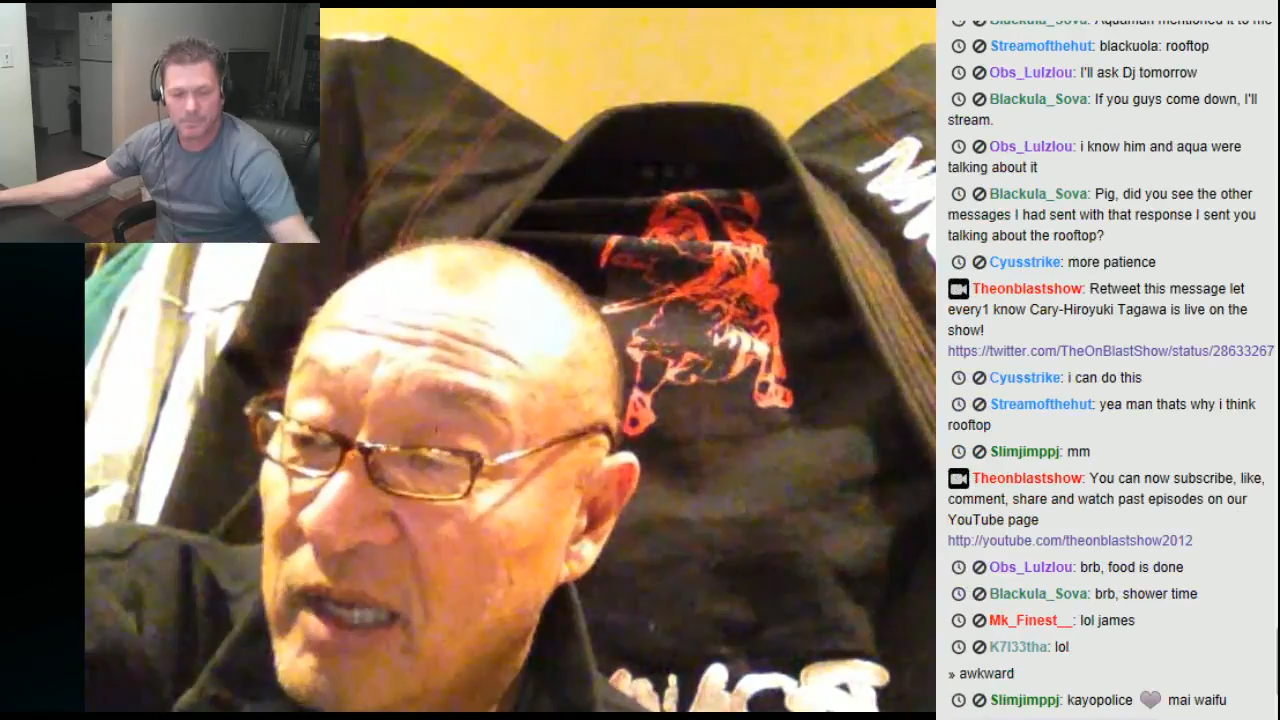 Blackula_Sova: Aquaman mentioned it to me
Streamofthehut: blackuola: rooftop
Obs_Lulzlou: I'll ask Dj tomorrow
Blackula_Sova: If you guys come down, I'll
stream.
Obs_Lulzlou: i know him and aqua were
talking about it
Blackula_Sova: Pig, did you see the other
messages I had sent with that response I sent you
talking about the rooftop?
Cyusstrike: more patience
Theonblastshow: Retweet this message let
every1 know Cary-Hiroyuki Tagawa is live on the
show!
https://twitter.com/TheOnBlastShow/status/28633267
Cyusstrike: i can do this
Streamofthehut: yea man thats why i think
rooftop
Slimjimppj: mm
Theonblastshow: You can now subscribe, like,
comment, share and watch past episodes on our
YouTube page
http://youtube.com/theonblastshow2012
Obs_Lulzlou: brb, food is done
Blackula_Sova: brb, shower time
Mk_Finest__: lol james
K7l33tha: lol
» awkward
Slimjimppj: kayopolice mai waifu